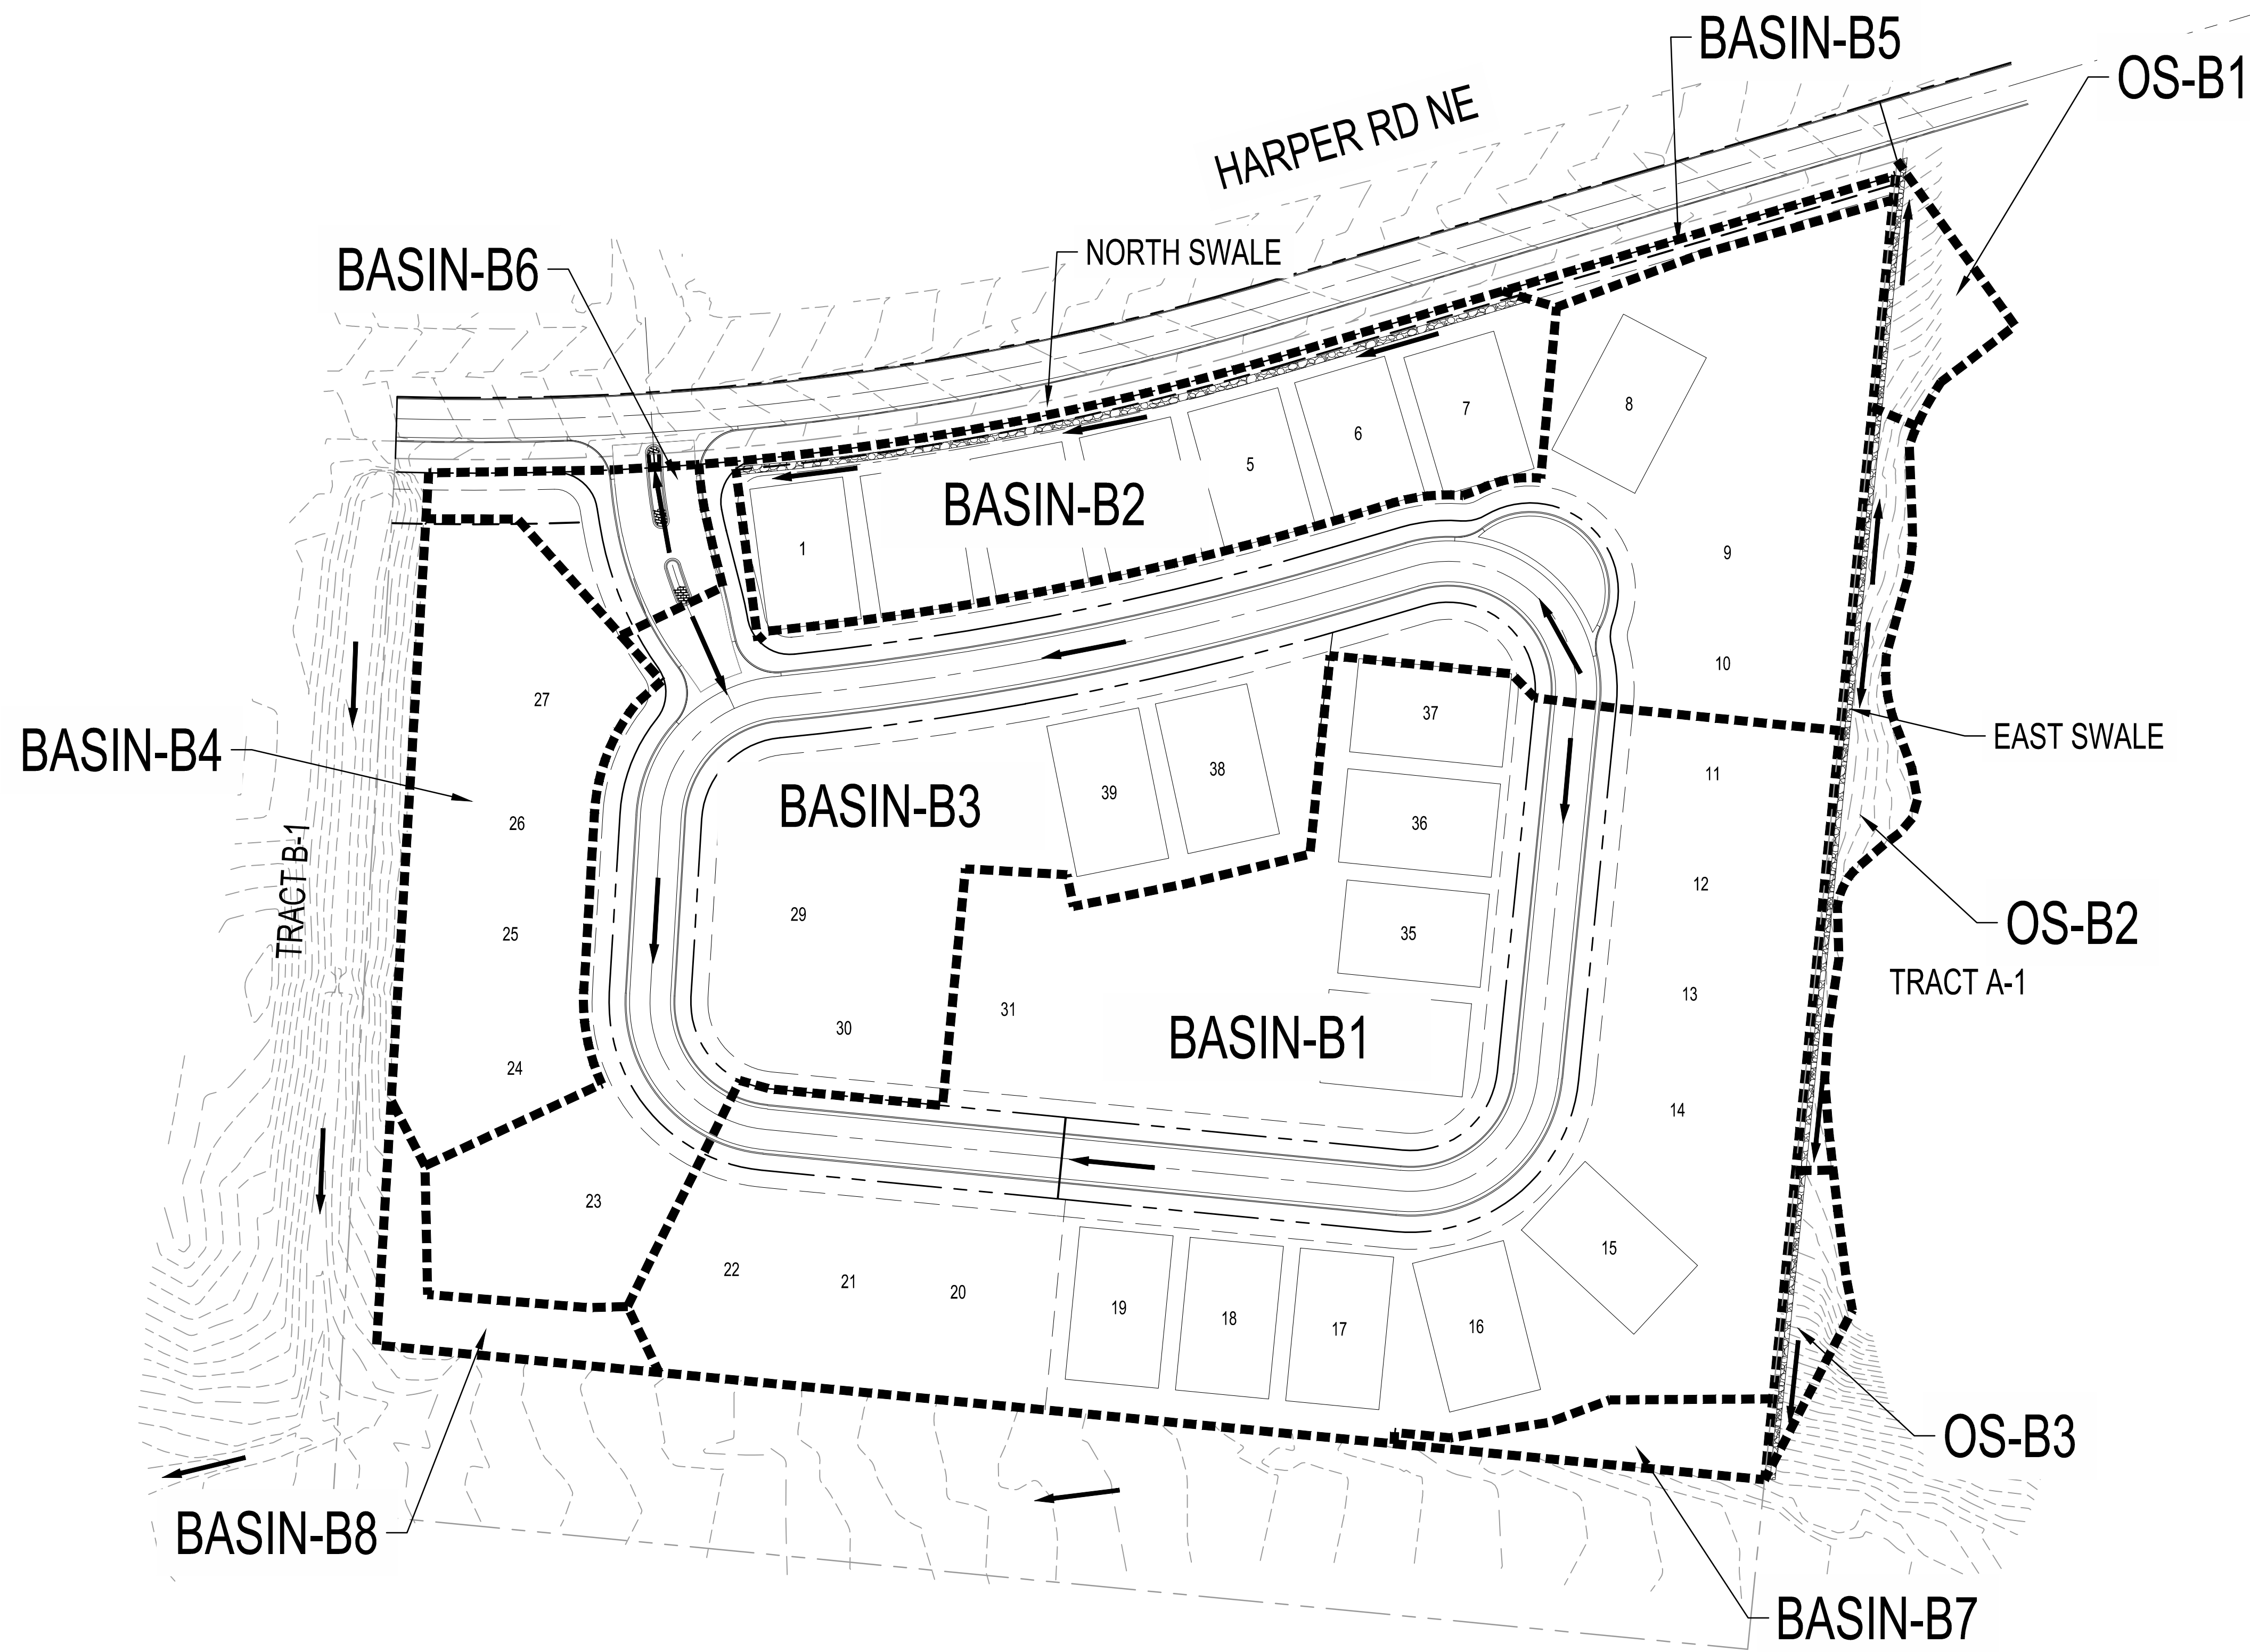 BASIN-B5
OS-B1
HARPER RD NE
NORTH SWALE
BASIN-B6
8
7
6
5
BASIN-B2
1
9
10
27
37
11
EAST SWALE
BASIN-B4
38
39
BASIN-B3
26
36
12
TRACT B-1
29
25
35
OS-B2
TRACT A-1
13
31
30
BASIN-B1
24
14
23
15
22
21
20
19
18
17
16
OS-B3
BASIN-B8
BASIN-B7